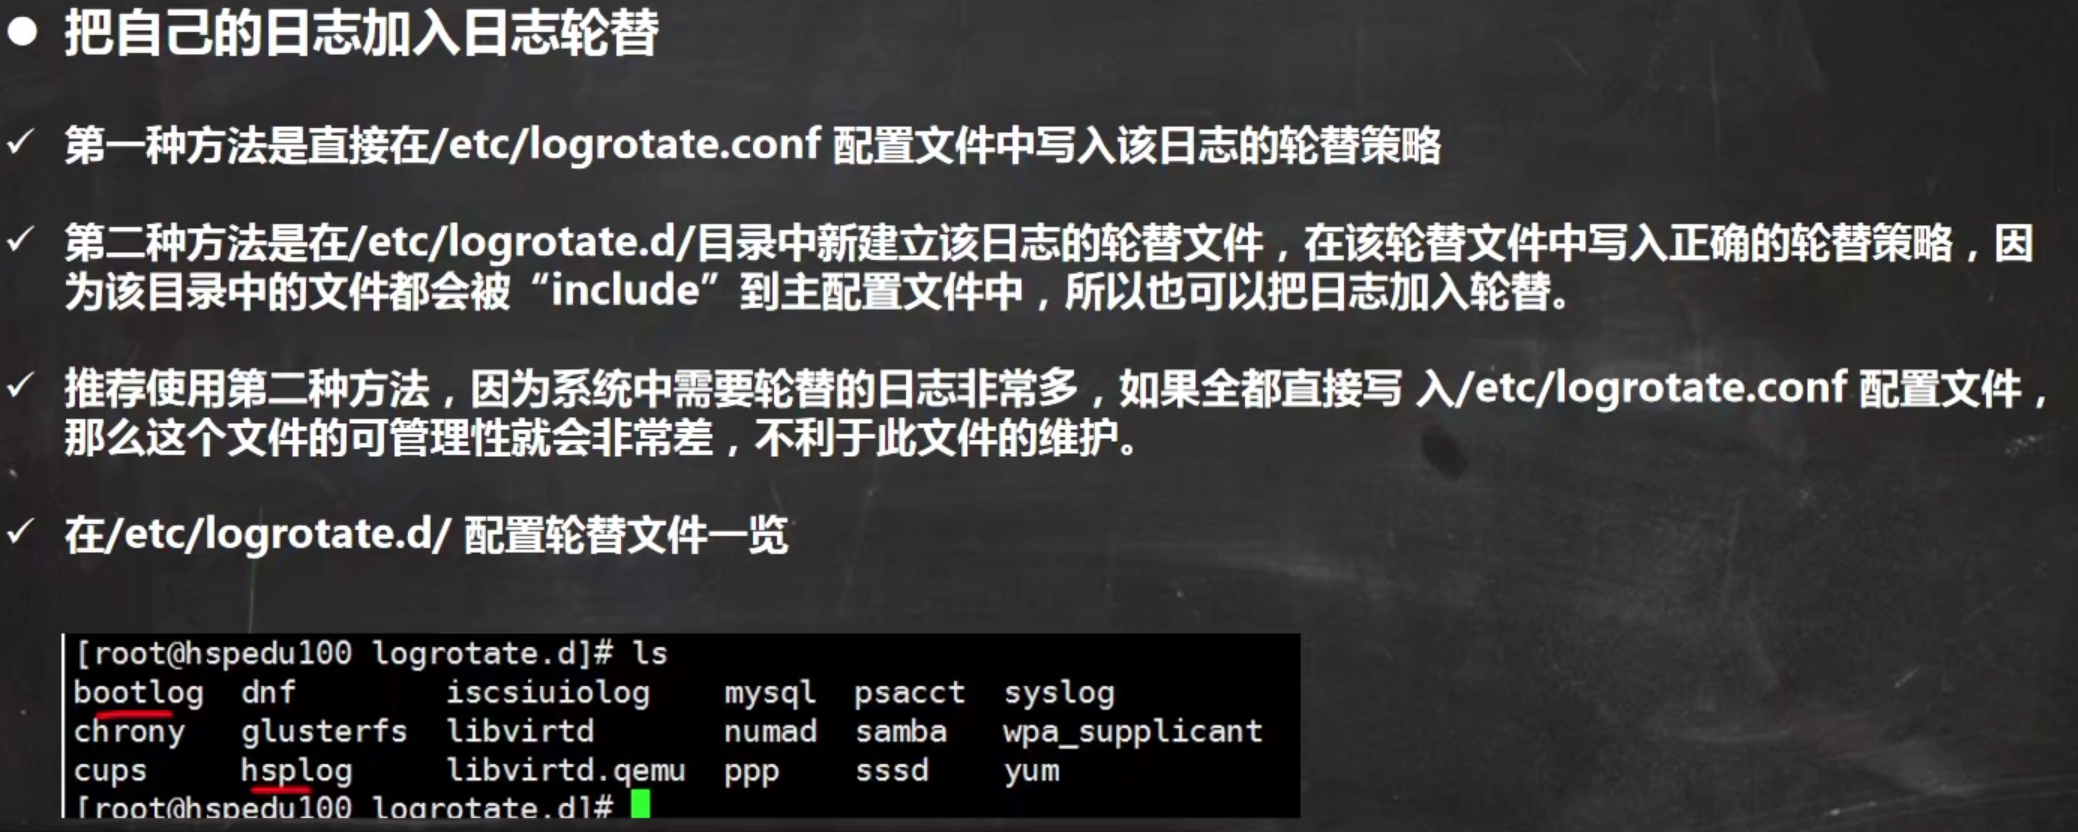 ● 把自己的日志加入日志轮替
✓ 第一种方法是直接在/etc/logrotate.conf 配置文件中写入该日志的轮替策略
✓ 第二种方法是在/etc/logrotate.d/目录中新建立该日志的轮替文件，在该轮替文件中写入正确的轮替策略，因
为该目录中的文件都会被“include”到主配置文件中，所以也可以把日志加入轮替。
✓ 推荐使用第二种方法，因为系统中需要轮替的日志非常多，如果全都直接写 入/etc/logrotate.conf 配置文件，
那么这个文件的可管理性就会非常差，不利于此文件的维护。
✓ 在/etc/logrotate.d/ 配置轮替文件一览
[root@hspedu100 logrotate.d]# ls
bootlog dnf iscsiuiolog mysql psacct syslog
chrony glusterfs libvirtd numad samba wpa_supplicant
cups hsplog libvirtd.qemu ppp sssd yum
[root@hspedu100 logrotate.d]#